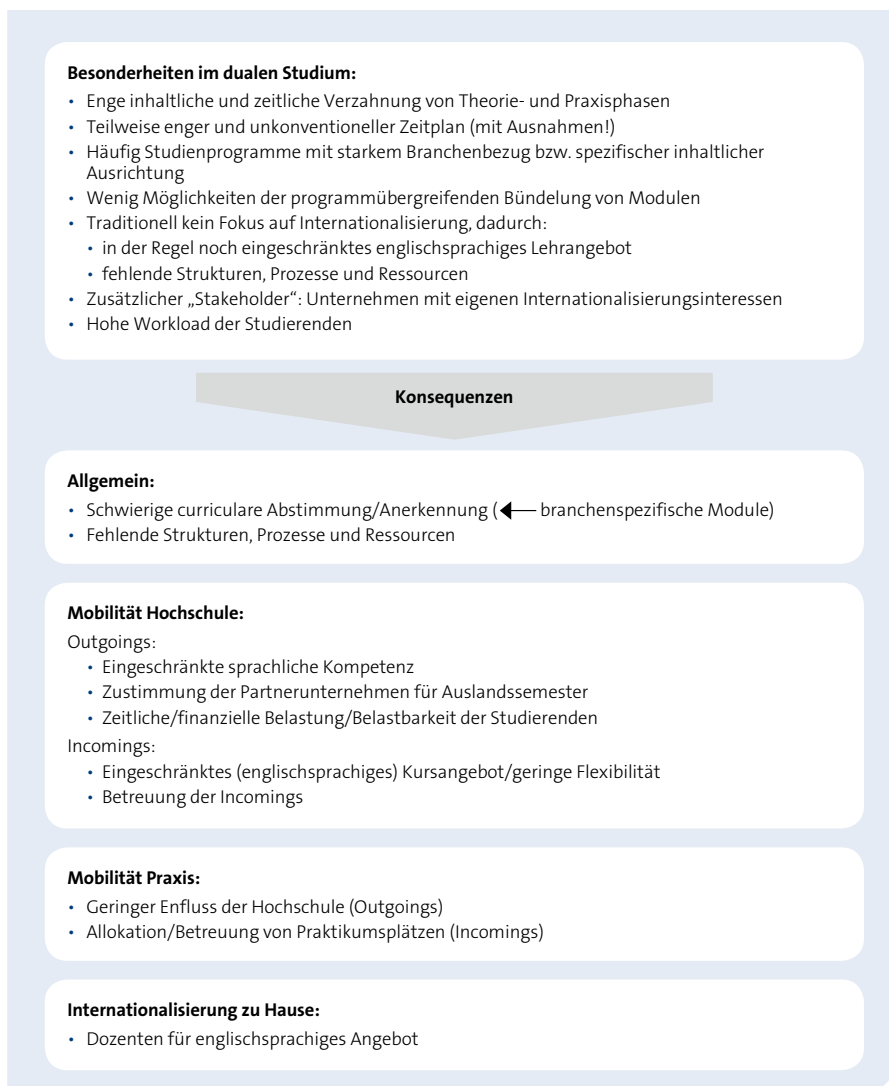 Besonderheiten im dualen Studium:
• Enge inhaltliche und zeitliche Verzahnung von Theorie- und Praxisphasen
• Teilweise enger und unkonventioneller Zeitplan (mit Ausnahmen!)
• Häufig Studienprogramme mit starkem Branchenbezug bzw. spezifischer inhaltlicher
Ausrichtung
• Wenig Möglichkeiten der programmübergreifenden Bündelung von Modulen
• Traditionell kein Fokus auf Internationalisierung, dadurch:
• in der Regel noch eingeschränktes englischsprachiges Lehrangebot
• fehlende Strukturen, Prozesse und Ressourcen
• Zusätzlicher „Stakeholder“: Unternehmen mit eigenen Internationalisierungsinteressen
• Hohe Workload der Studierenden
Konsequenzen
Allgemein:
• Schwierige curriculare Abstimmung/Anerkennung (← branchenspezifische Module)
• Fehlende Strukturen, Prozesse und Ressourcen
Mobilität Hochschule:
Outgoings:
• Eingeschränkte sprachliche Kompetenz
• Zustimmung der Partnerunternehmen für Auslandssemester
• Zeitliche/finanzielle Belastung/Belastbarkeit der Studierenden
Incomings:
• Eingeschränktes (englischsprachiges) Kursangebot/geringe Flexibilität
• Betreuung der Incomings
Mobilität Praxis:
• Geringer Enfluss der Hochschule (Outgoings)
• Allokation/Betreuung von Praktikumsplätzen (Incomings)
Internationalisierung zu Hause:
• Dozenten für englischsprachiges Angebot